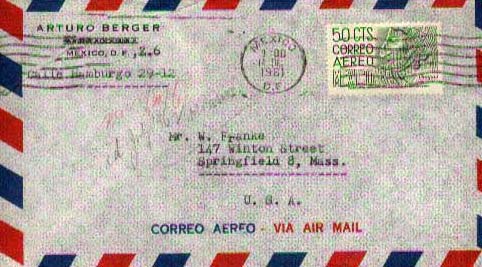 ARTURO BERGER
MEXICO, D. F., Z.6
Calle Hamburgo 29-12
MEXICO
1961
D.F.
50 CTS.
CORREO
AEREO
MEXICO
Mr. W. Franke
147 Winton Street
Springfield 8, Mass.
U. S. A.
CORREO AEREO - VIA AIR MAIL